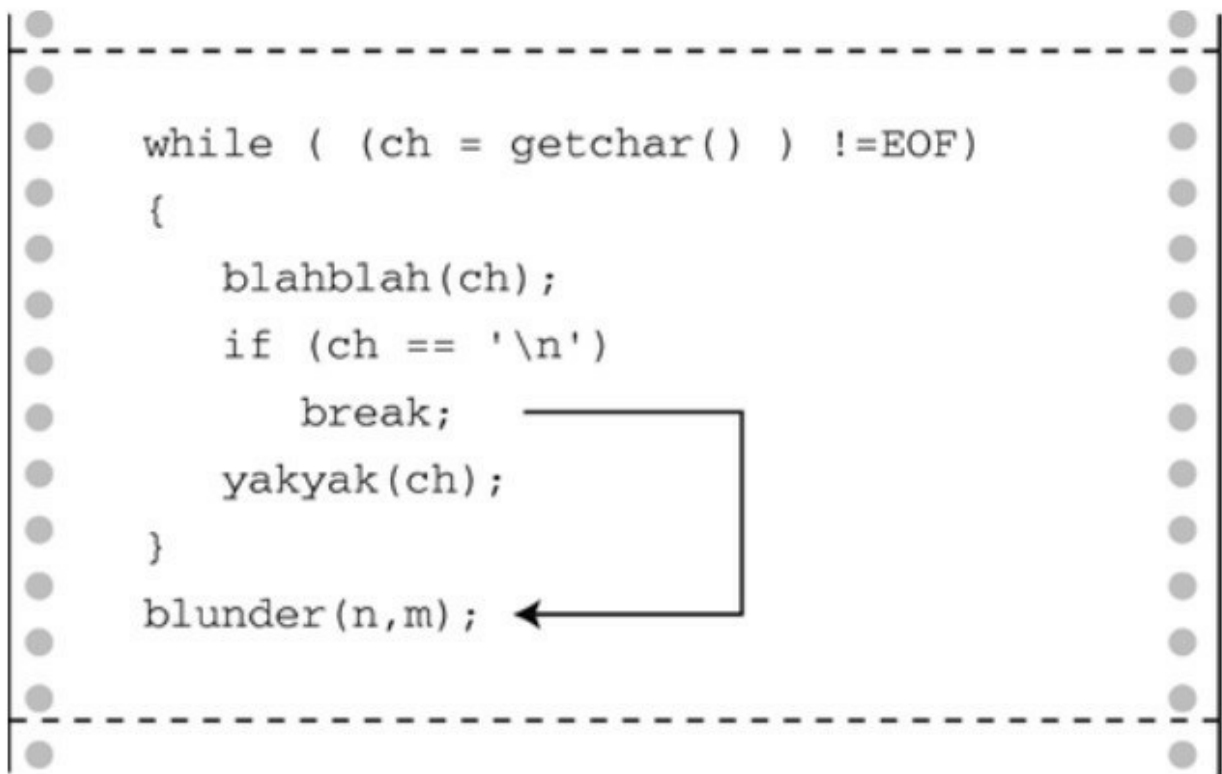 while ( (ch = getchar() ) !=EOF)
{
blahblah(ch);
if (ch == '\n')
break;
yakyak(ch);
}
blunder(n,m);